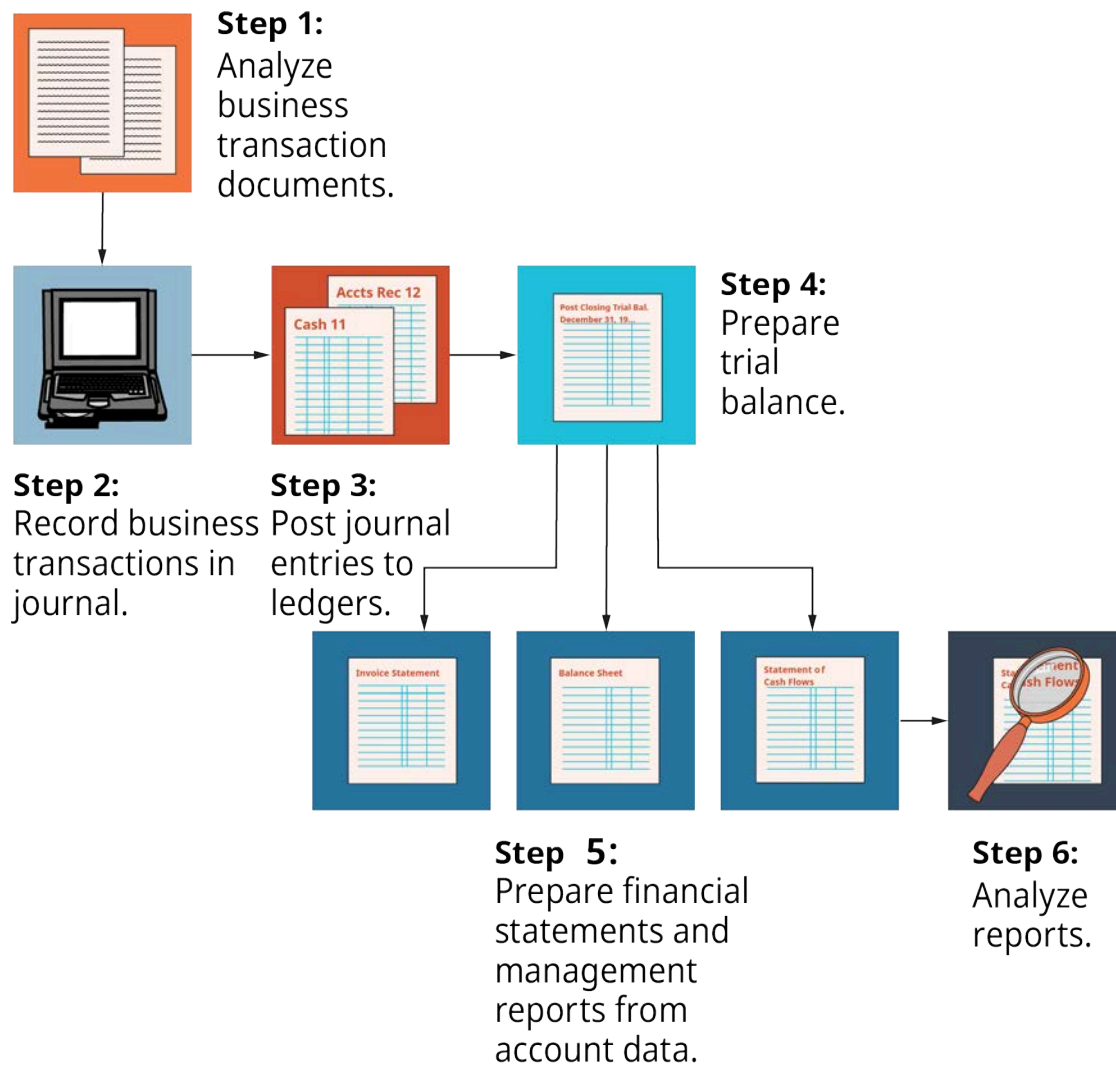 Step 1:
Analyze
business
transaction
documents.
Accts Rec 12
Cash 11
Post Closing Trial Bal.
December 31, 19...
Step 4:
Prepare
trial
balance.
Step 2:
Record business
transactions in
journal.
Step 3:
Post journal
entries to
ledgers.
Invoice Statement
Balance Sheet
Statement of
Cash Flows
Step 5:
Prepare financial
statements and
management
reports from
account data.
Step 6:
Analyze
reports.